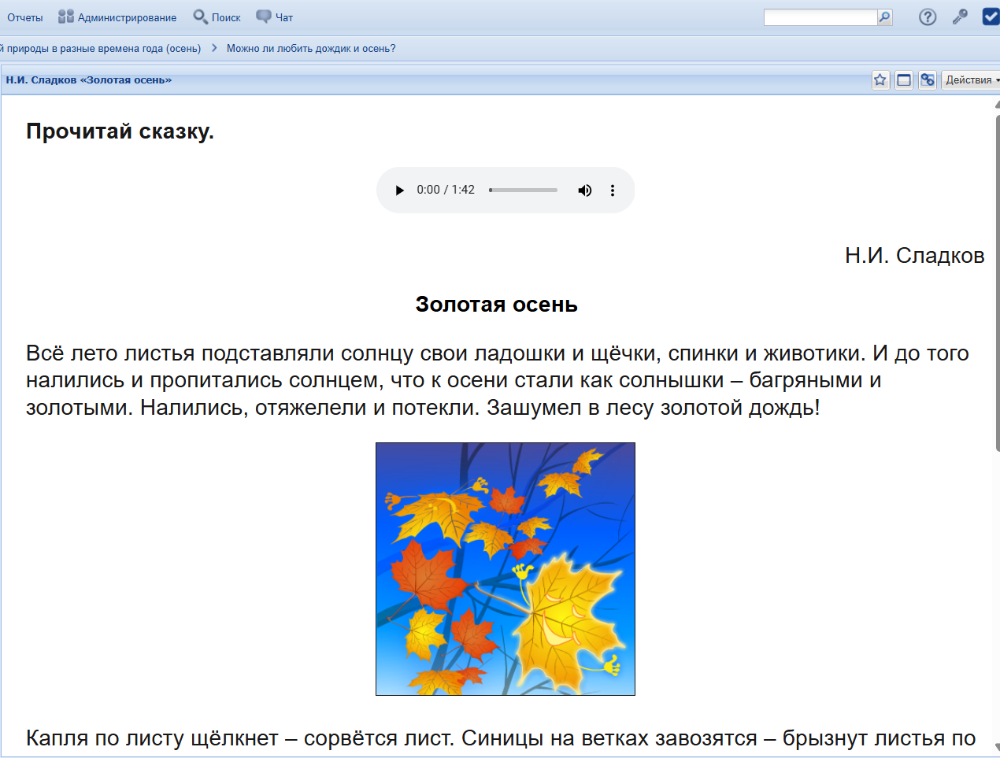 Отчеты Администрирование Поиск Чат
й природы в разные времена года (осень) Можно ли любить дождик и осень?
Н.И. Сладков «Золотая осень»
Действия
Прочитай сказку.
0:00 / 1:42
Н.И. Сладков
Золотая осень
Всё лето листья подставляли солнцу свои ладошки и щёчки, спинки и животики. И до того
налились и пропитались солнцем, что к осени стали как солнышки – багряными и
золотыми. Налились, отяжелели и потекли. Зашумел в лесу золотой дождь!
Капля по листу щёлкнет – сорвётся лист. Синицы на ветках завозятся – брызнут листья по